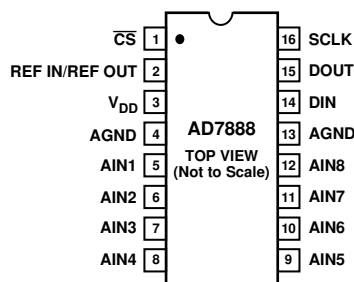 C̅S̅ 1 16 SCLK
REF IN/REF OUT 2 15 DOUT
VDD 3 14 DIN
AGND 4 13 AGND
AD7888
TOP VIEW
(Not to Scale)
AIN1 5 12 AIN8
AIN2 6 11 AIN7
AIN3 7 10 AIN6
AIN4 8 9 AIN5